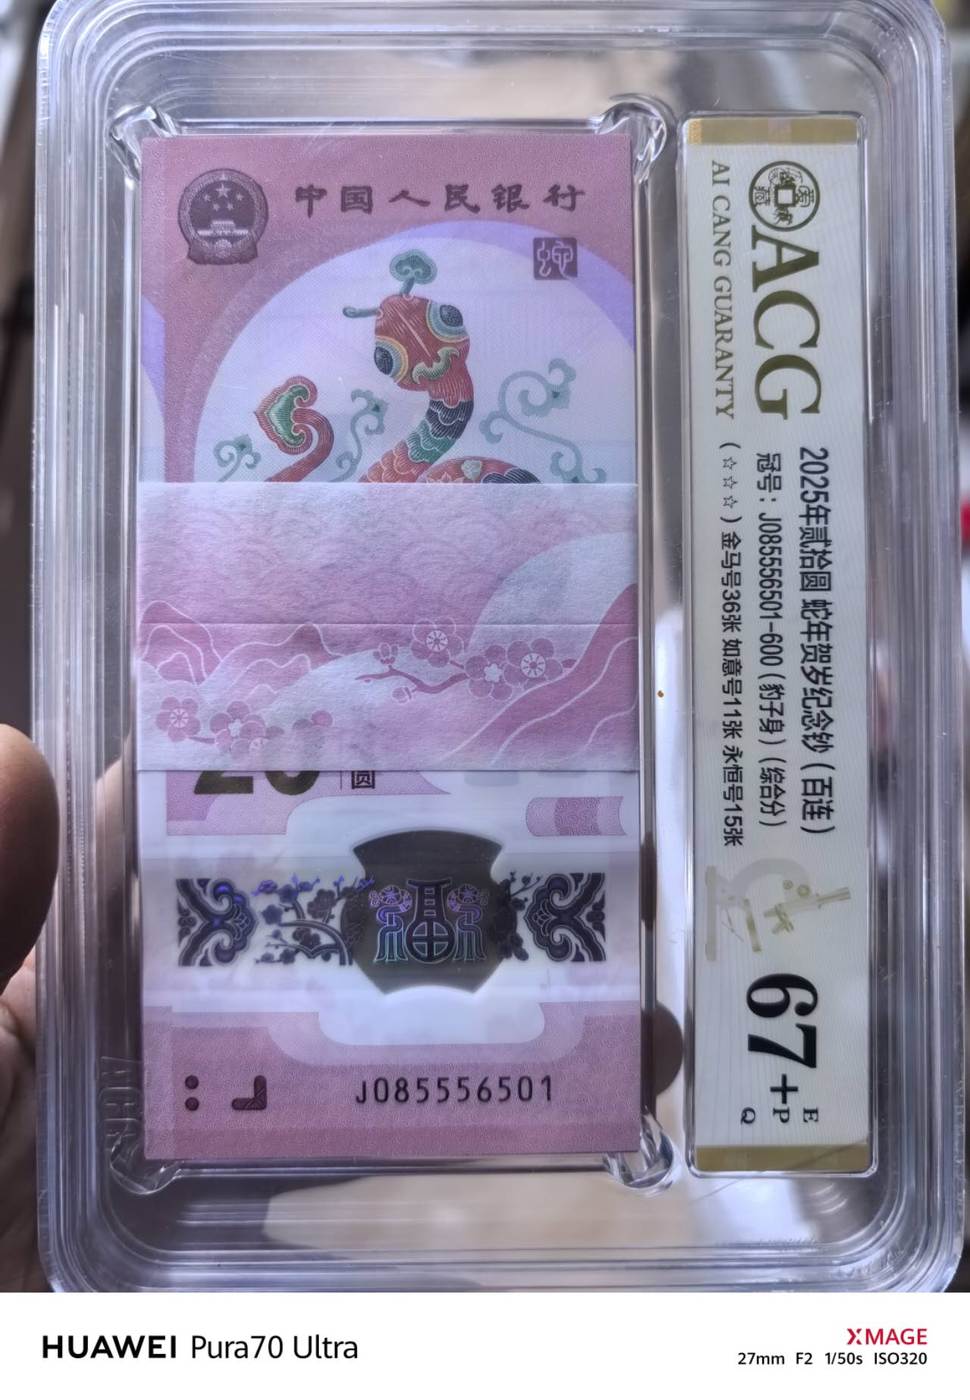 中国人民银行
蛇
圆
J085556501
ACG
AI CANG GUARANTY
2025年贰拾圆 蛇年贺岁纪念钞（百连）
冠号：J085556501-600（豹子身）（综合分）
（☆☆☆）金马号36张 如意号11张 永恒号15张
67+
E
P
Q
HUAWEI Pura70 Ultra
XMAGE
27mm F2 1/50s ISO320